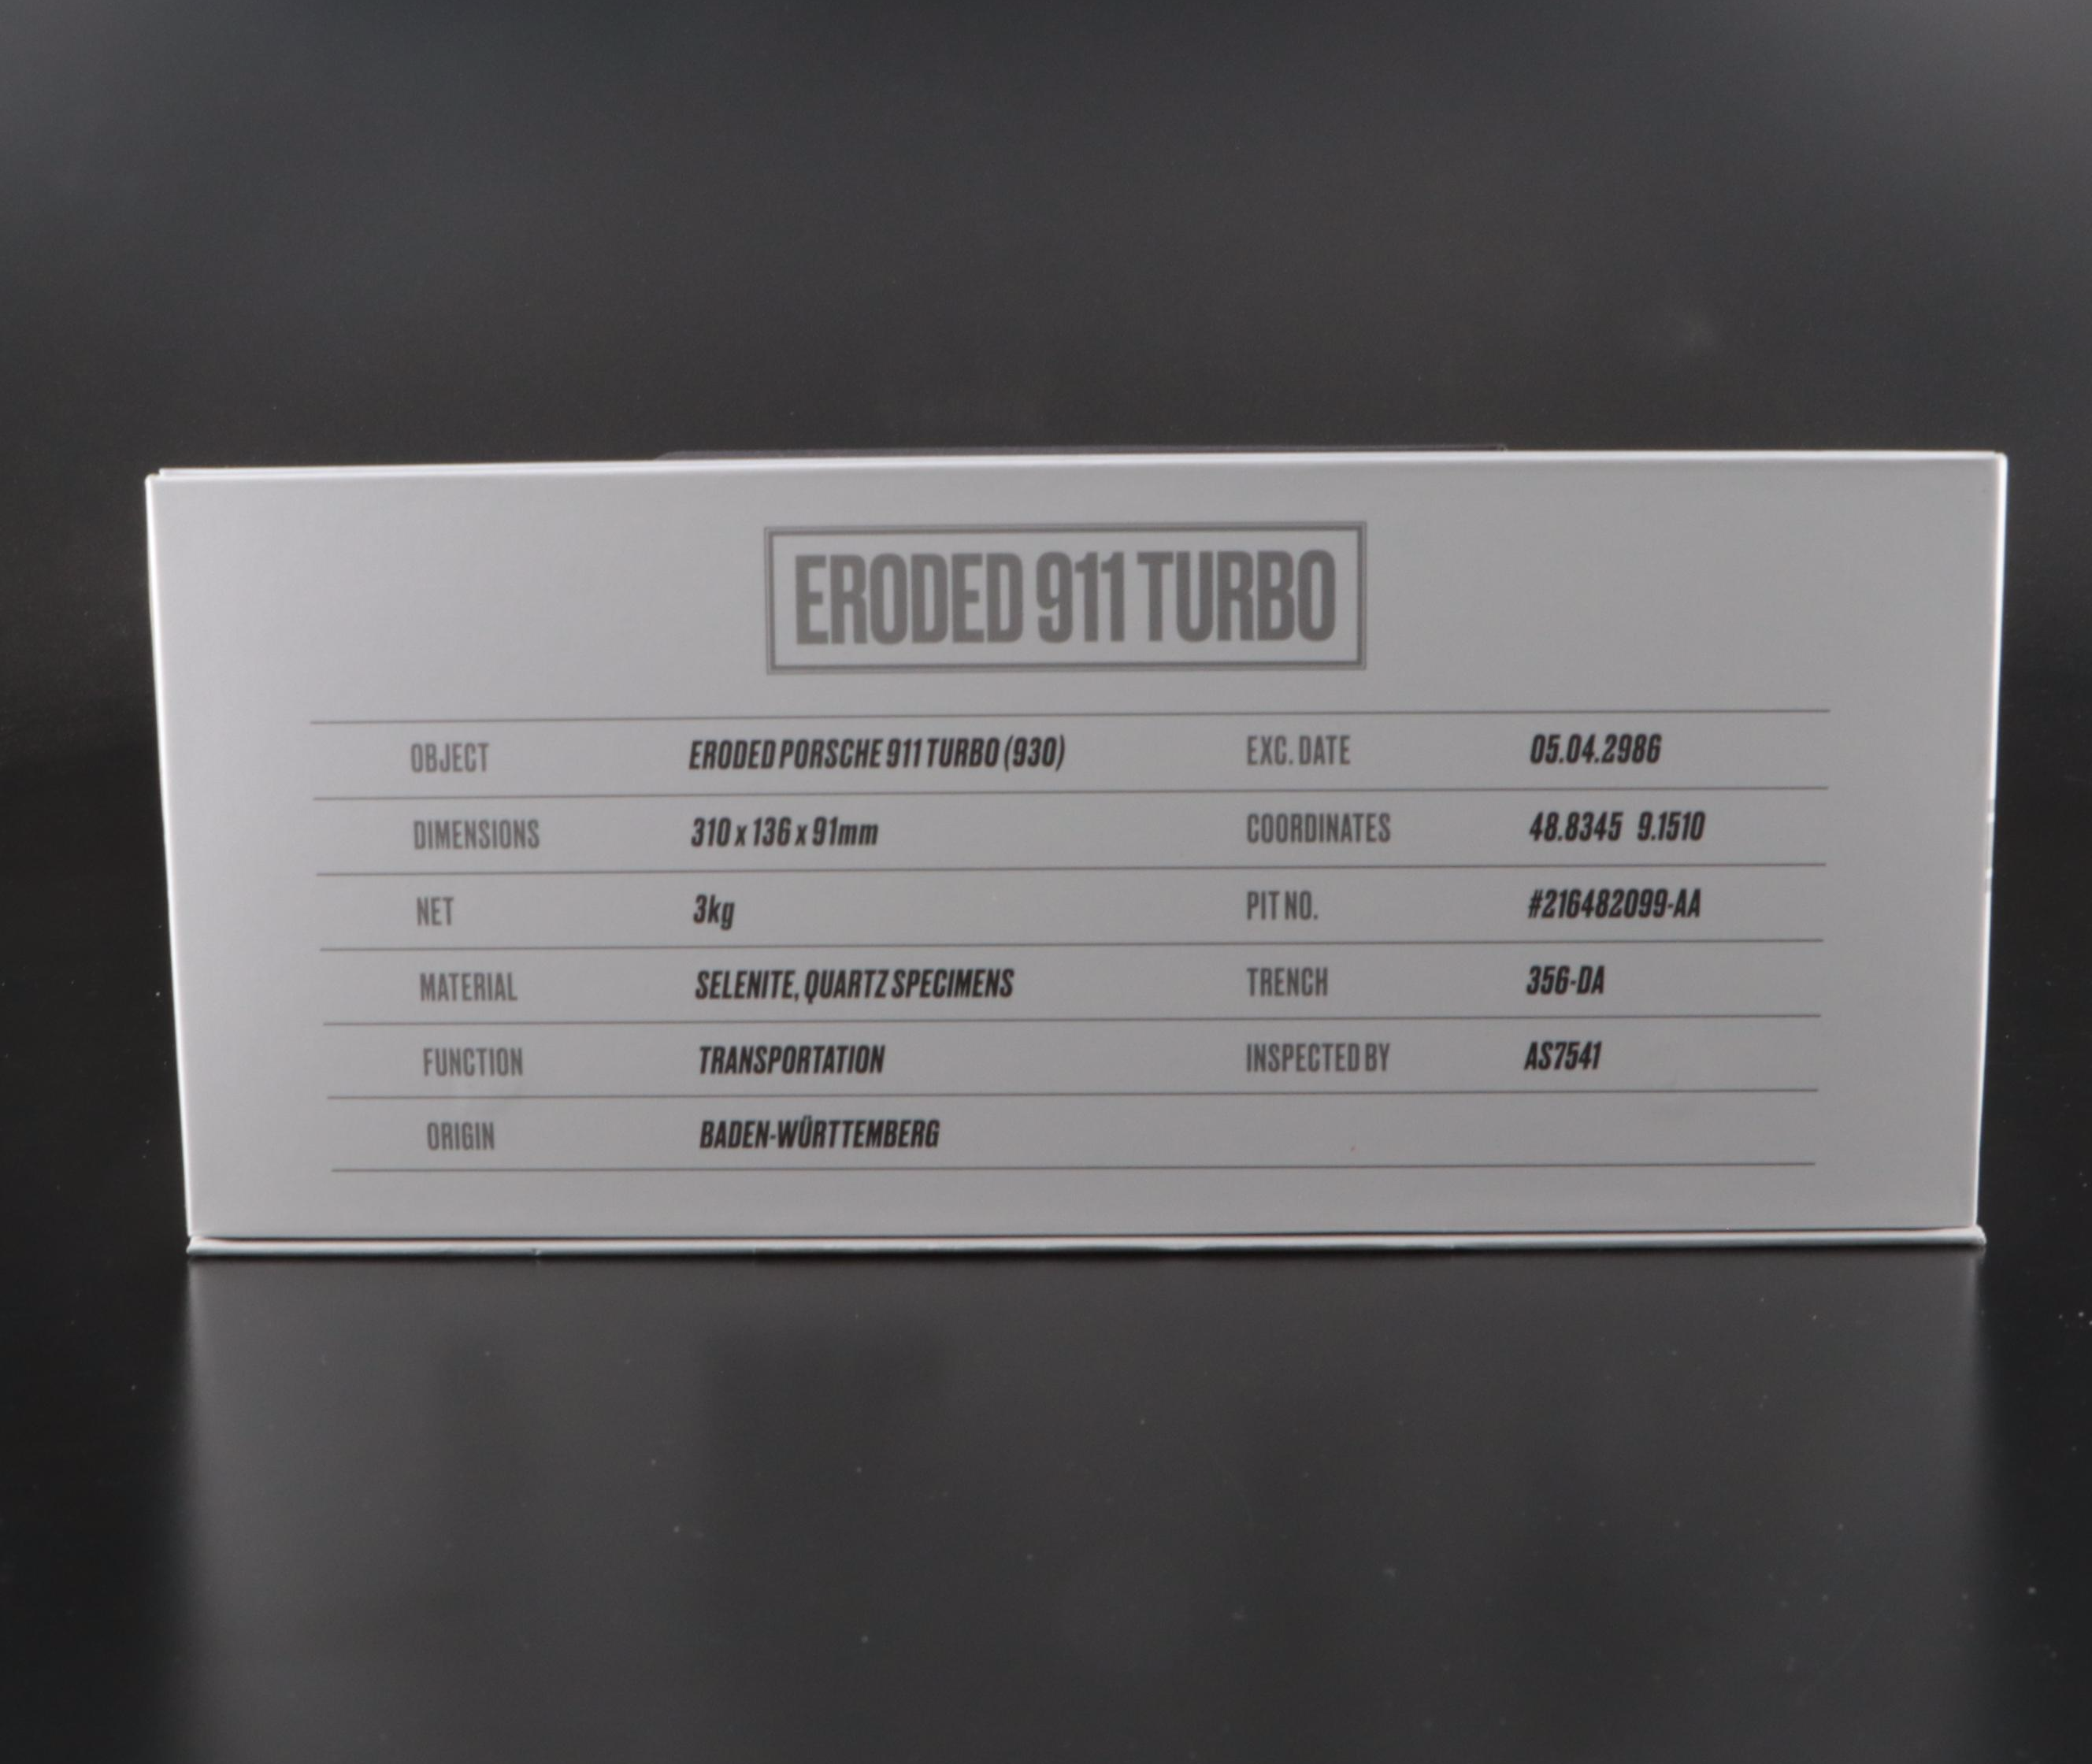 ERODED 911 TURBO
OBJECT ERODED PORSCHE 911 TURBO (930) EXC. DATE 05.04.2986
DIMENSIONS 310 x 136 x 91mm COORDINATES 48.8345 9.1510
NET 3kg PIT NO. #216482099-AA
MATERIAL SELENITE, QUARTZ SPECIMENS TRENCH 356-DA
FUNCTION TRANSPORTATION INSPECTED BY AS7541
ORIGIN BADEN-WÜRTTEMBERG